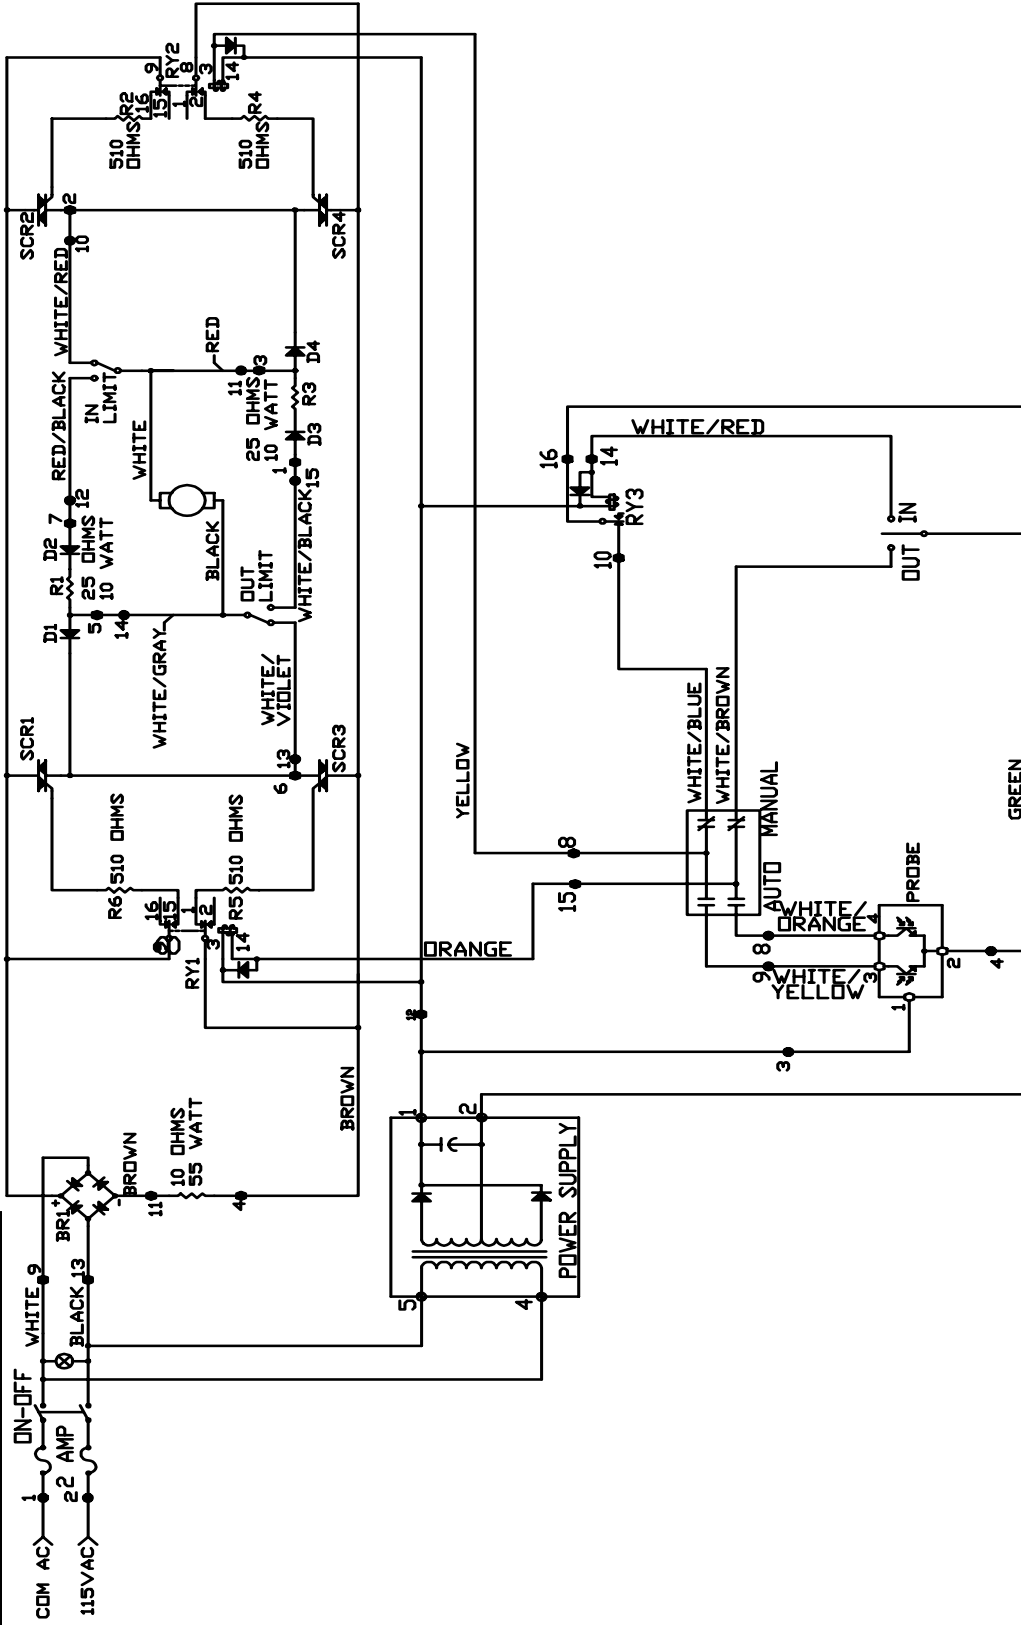 COM AC
115VAC
1
2
2 AMP
ON-OFF
WHITE
9
BLACK
13
BR1
+
-
BROWN
11
10 OHMS
55 WATT
4
BROWN
5
4
POWER SUPPLY
1
2
12
3
RY1
3
14
15
16
1
2
R6
510 OHMS
R5
510 OHMS
ORANGE
SCR1
SCR3
6
13
WHITE/
VIOLET
WHITE/GRAY
D1
5
14
R1
25 OHMS
10 WATT
D2
7
12
RED/BLACK
OUT
LIMIT
BLACK
WHITE
WHITE/BLACK
15
1
D3
25 OHMS
10 WATT
R3
D4
11
3
RED
IN
LIMIT
WHITE/RED
10
2
SCR2
SCR4
510
OHMS
R2
510
OHMS
R4
16
15
1
2
9
RY2
8
3
14
YELLOW
8
15
WHITE/BLUE
WHITE/BROWN
AUTO
MANUAL
WHITE/
ORANGE
8
4
WHITE/
YELLOW
9
3
1
2
PROBE
4
GREEN
10
RY3
16
14
WHITE/RED
OUT
IN